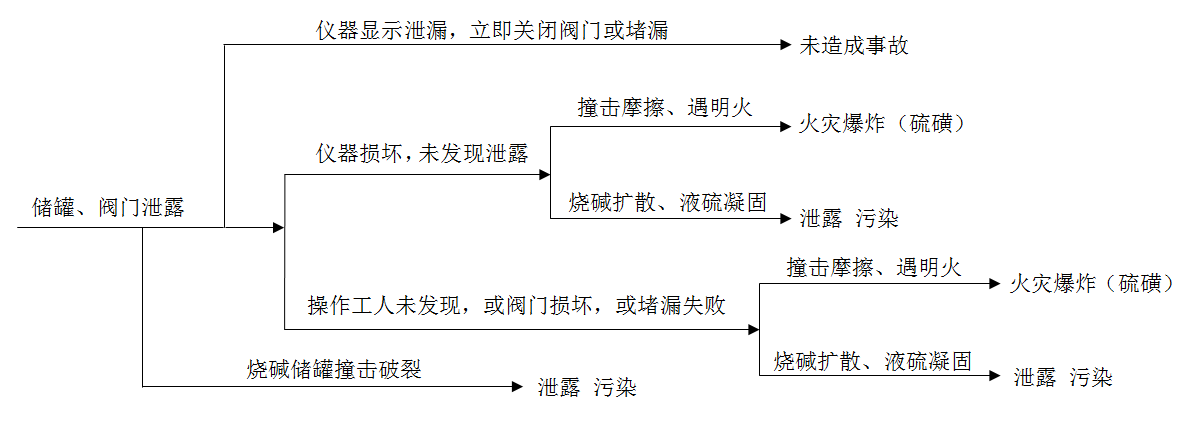 仪器显示泄漏，立即关闭阀门或堵漏
未造成事故
撞击摩擦、遇明火
火灾爆炸（硫磺）
仪器损坏，未发现泄露
烧碱扩散、液硫凝固
储罐、阀门泄露
泄露 污染
撞击摩擦、遇明火
火灾爆炸（硫磺）
操作工人未发现，或阀门损坏，或堵漏失败
烧碱扩散、液硫凝固
烧碱储罐撞击破裂
泄露 污染
泄露 污染